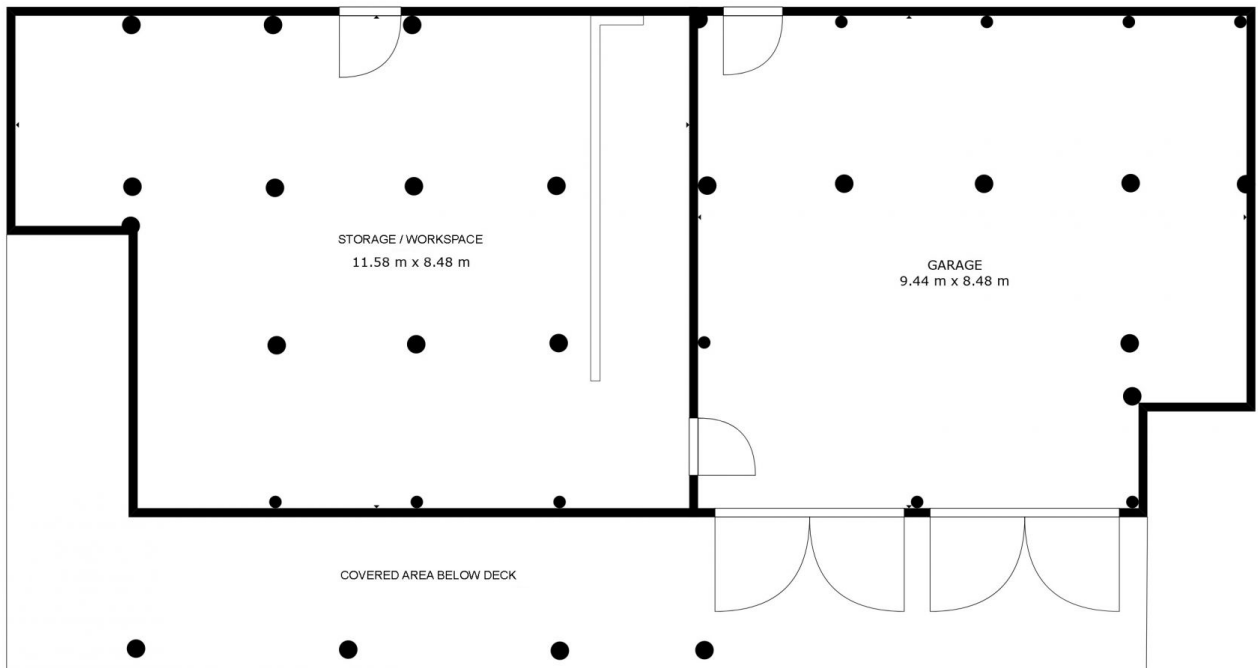 STORAGE / WORKSPACE
11.58 m x 8.48 m
GARAGE
9.44 m x 8.48 m
COVERED AREA BELOW DECK